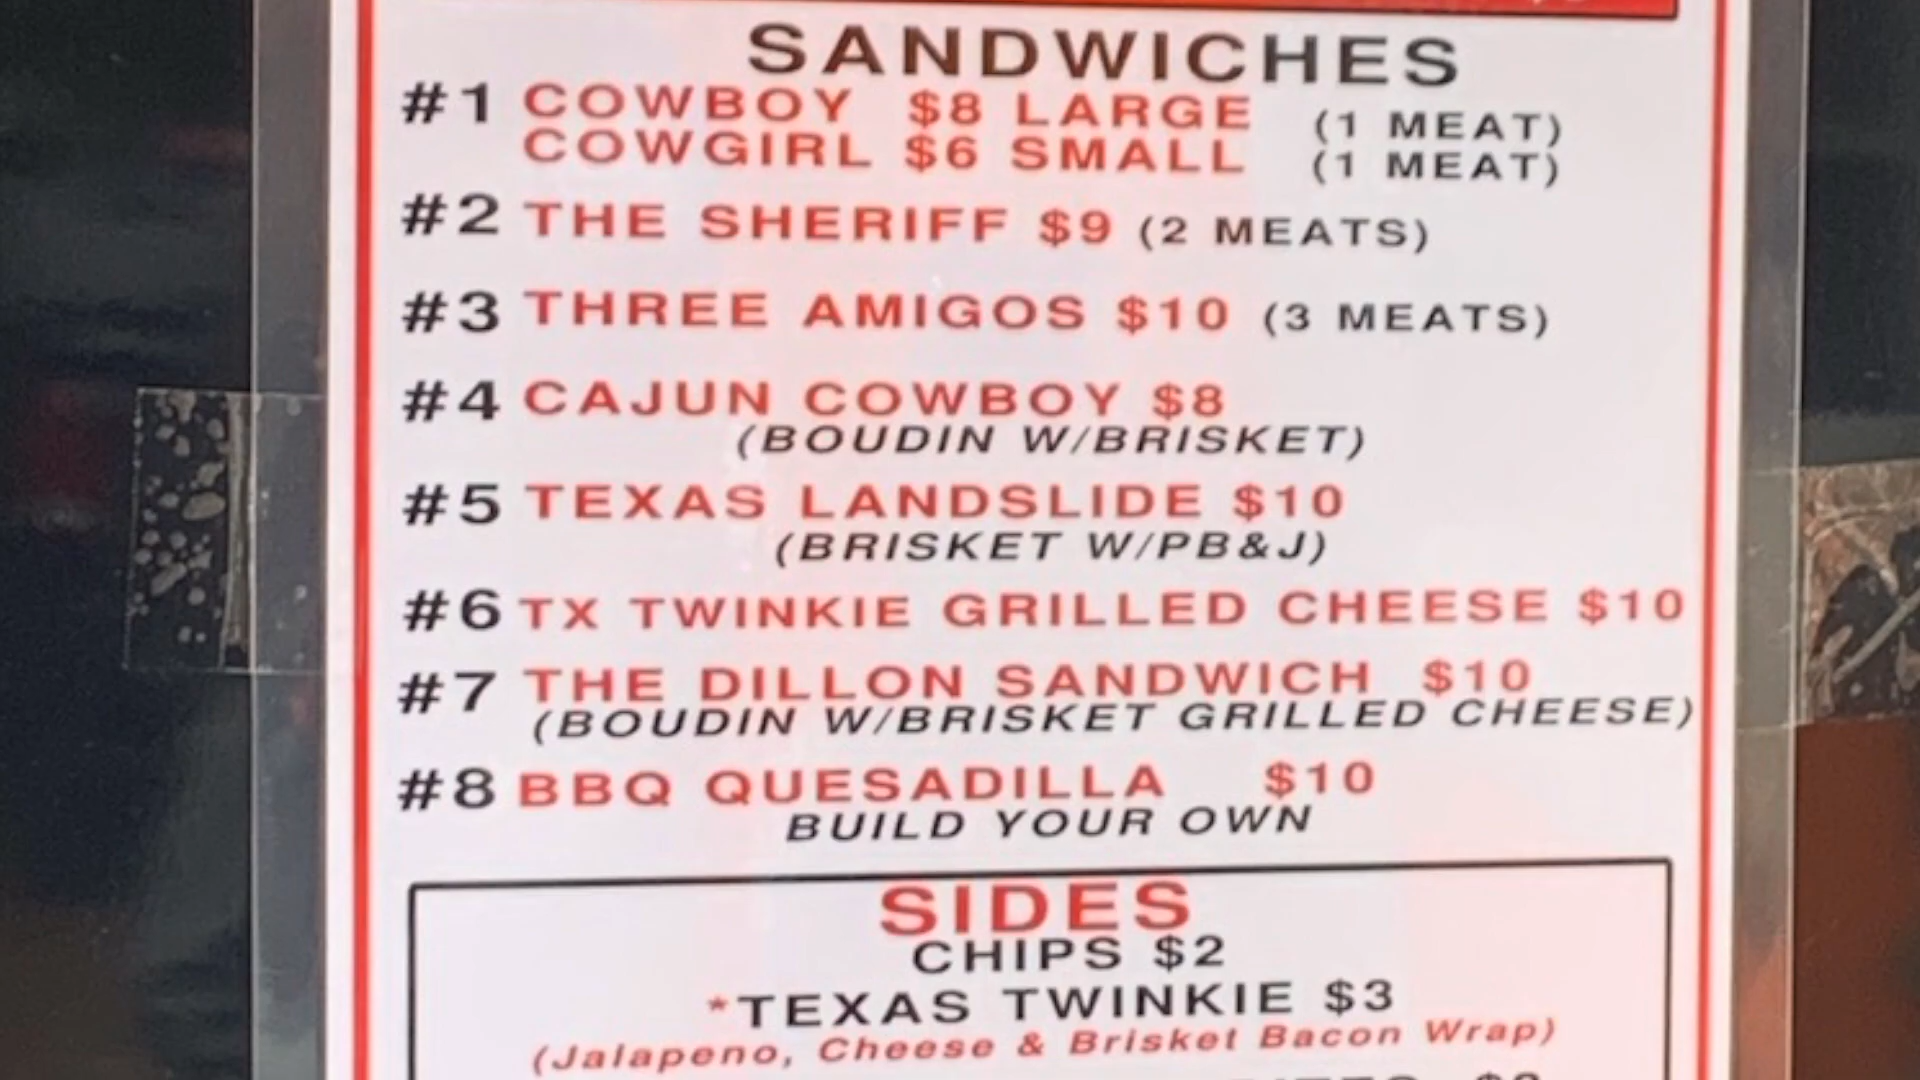 SANDWICHES
#1 COWBOY $8 LARGE (1 MEAT)
COWGIRL $6 SMALL (1 MEAT)
#2 THE SHERIFF $9 (2 MEATS)
#3 THREE AMIGOS $10 (3 MEATS)
#4 CAJUN COWBOY $8
(BOUDIN W/BRISKET)
#5 TEXAS LANDSLIDE $10
(BRISKET W/PB&J)
#6 TX TWINKIE GRILLED CHEESE $10
#7 THE DILLON SANDWICH $10
(BOUDIN W/BRISKET GRILLED CHEESE)
#8 BBQ QUESADILLA $10
BUILD YOUR OWN
SIDES
CHIPS $2
*TEXAS TWINKIE $3
(Jalapeno, Cheese & Brisket Bacon Wrap)